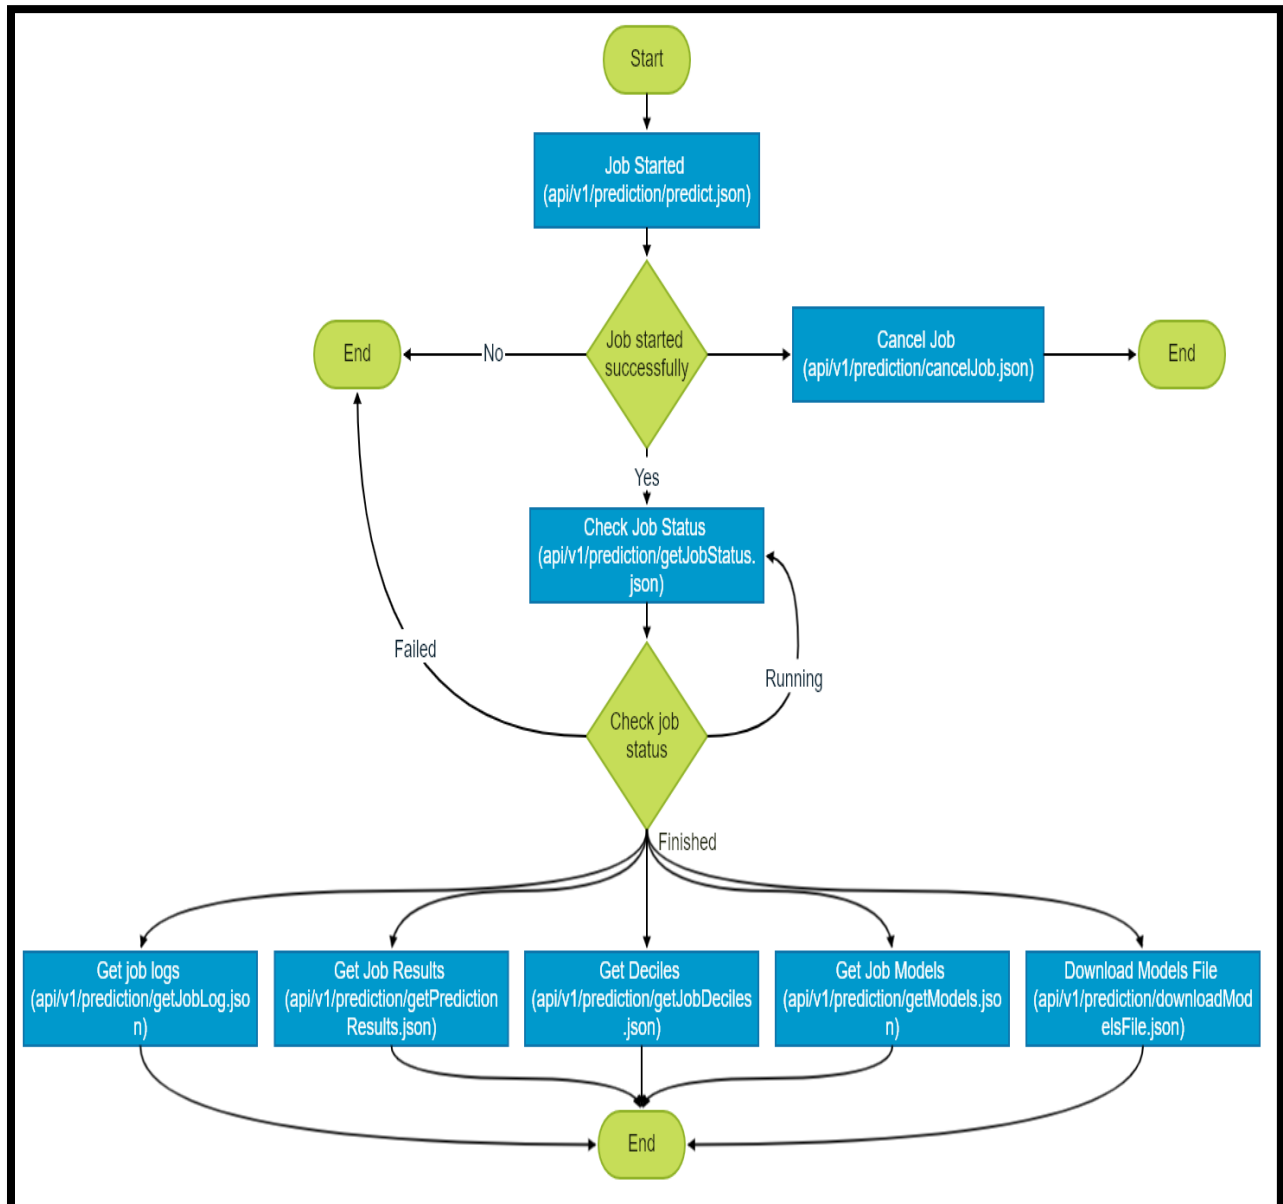 Start
Job Started
(api/v1/prediction/predict.json)
Job started
successfully
No
End
Cancel Job
(api/v1/prediction/cancelJob.json)
End
Yes
Check Job Status
(api/v1/prediction/getJobStatus.
json)
Failed
Running
Check job
status
Finished
Get job logs
(api/v1/prediction/getJobLog.jso
n)
Get Job Results
(api/v1/prediction/getPrediction
Results.json)
Get Deciles
(api/v1/prediction/getJobDeciles
.json)
Get Job Models
(api/v1/prediction/getModels.jso
n)
Download Models File
(api/v1/prediction/downloadMod
elsFile.json)
End